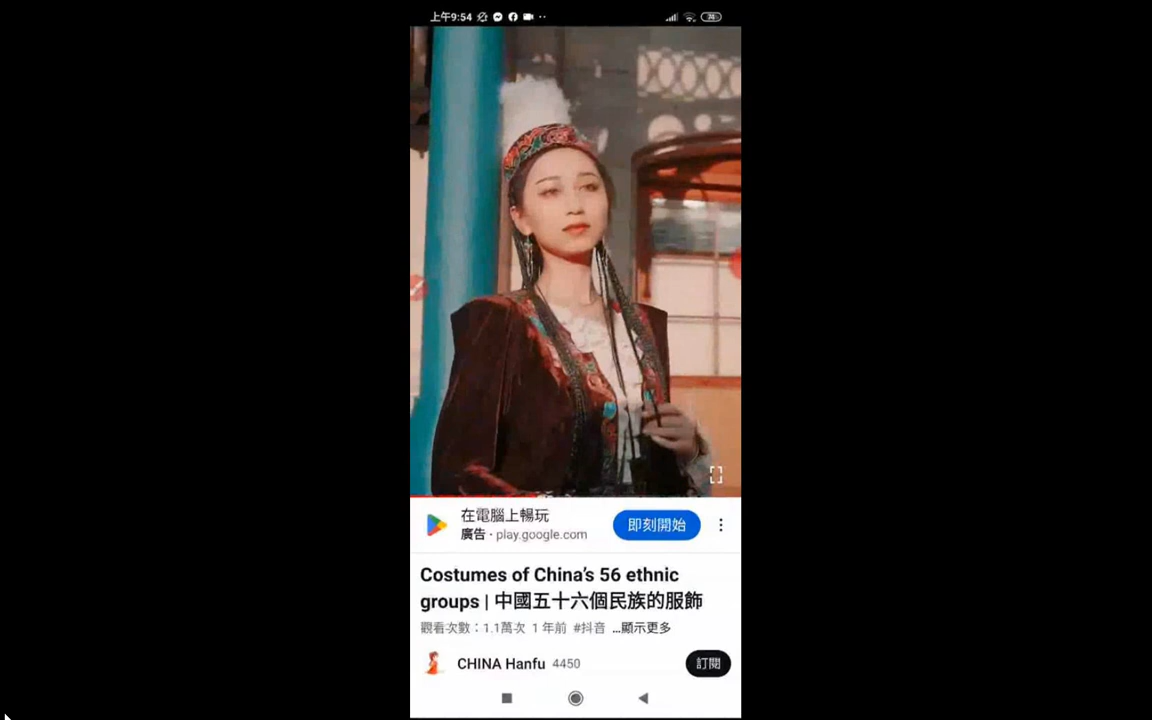 上午9:54
74
在電腦上暢玩
廣告 · play.google.com
即刻開始
Costumes of China's 56 ethnic
groups | 中國五十六個民族的服飾
觀看次數：1.1萬次 1 年前 #抖音 ...顯示更多
CHINA Hanfu 4450
訂閱